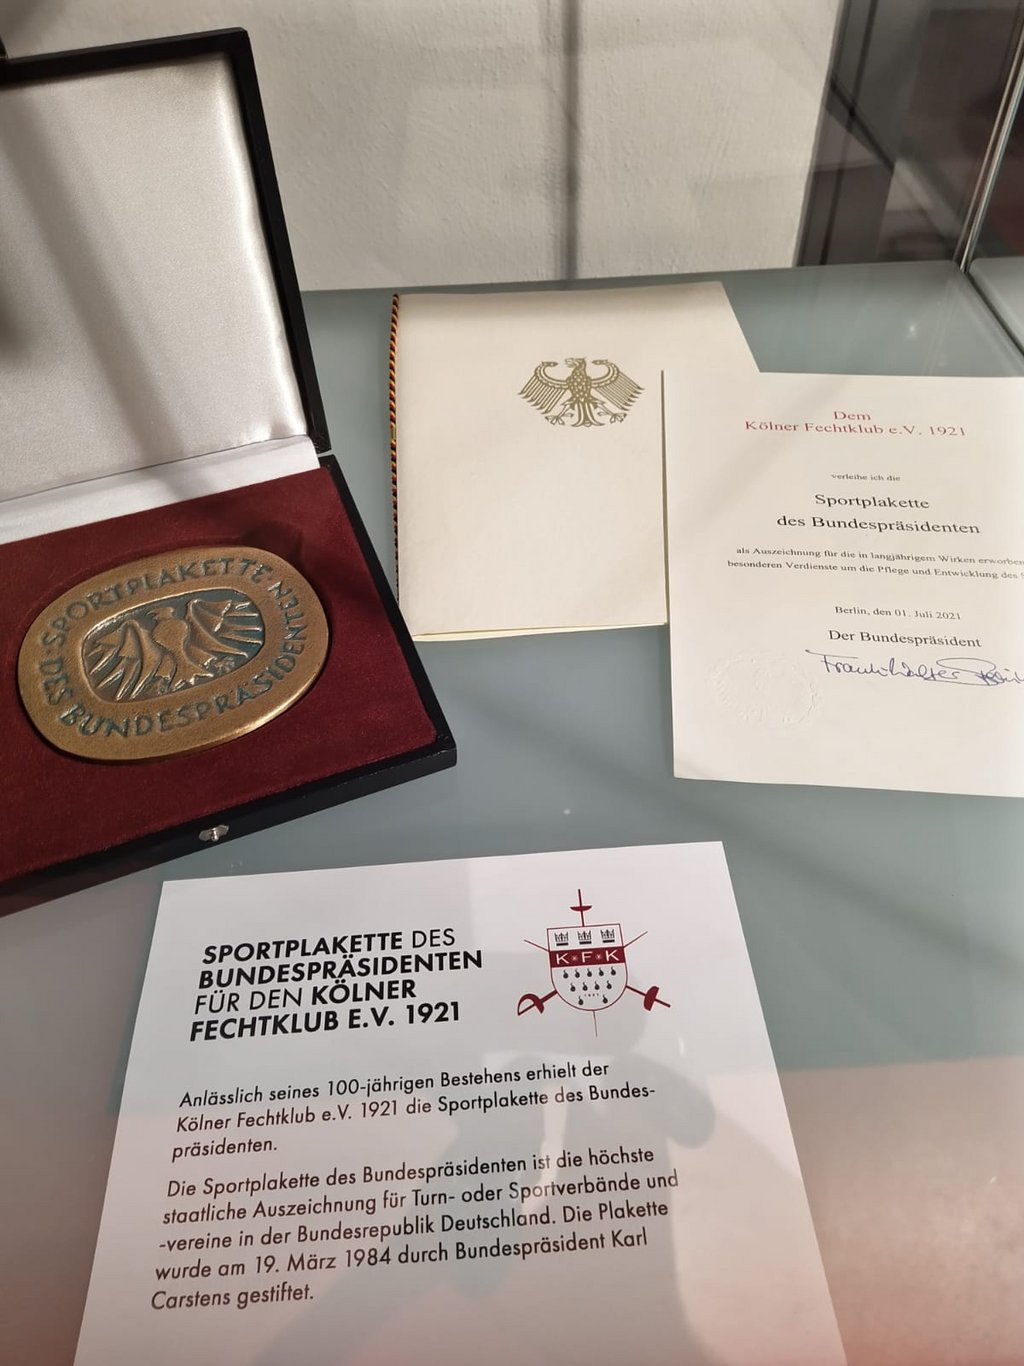 SPORTPLAKETTE
DES BUNDESPRÄSIDENTEN
Dem
Kölner Fechtklub e.V. 1921
verleihe ich die
Sportplakette
des Bundespräsidenten
als Auszeichnung für die in langjährigem Wirken
besonderen Verdienste um die Pflege und Entwicklung des
Berlin, den 01. Juli 2021
Der Bundespräsident
SPORTPLAKETTE DES
BUNDESPRÄSIDENTEN
FÜR DEN KÖLNER
FECHTKLUB E.V. 1921
K*F*K
Anlässlich seines 100-jährigen Bestehens erhielt der
Kölner Fechtklub e.V. 1921 die Sportplakette des Bundes-
präsidenten.
Die Sportplakette des Bundespräsidenten ist die höchste
staatliche Auszeichnung für Turn- oder Sportverbände und
-vereine in der Bundesrepublik Deutschland. Die Plakette
wurde am 19. März 1984 durch Bundespräsident Karl
Carstens gestiftet.